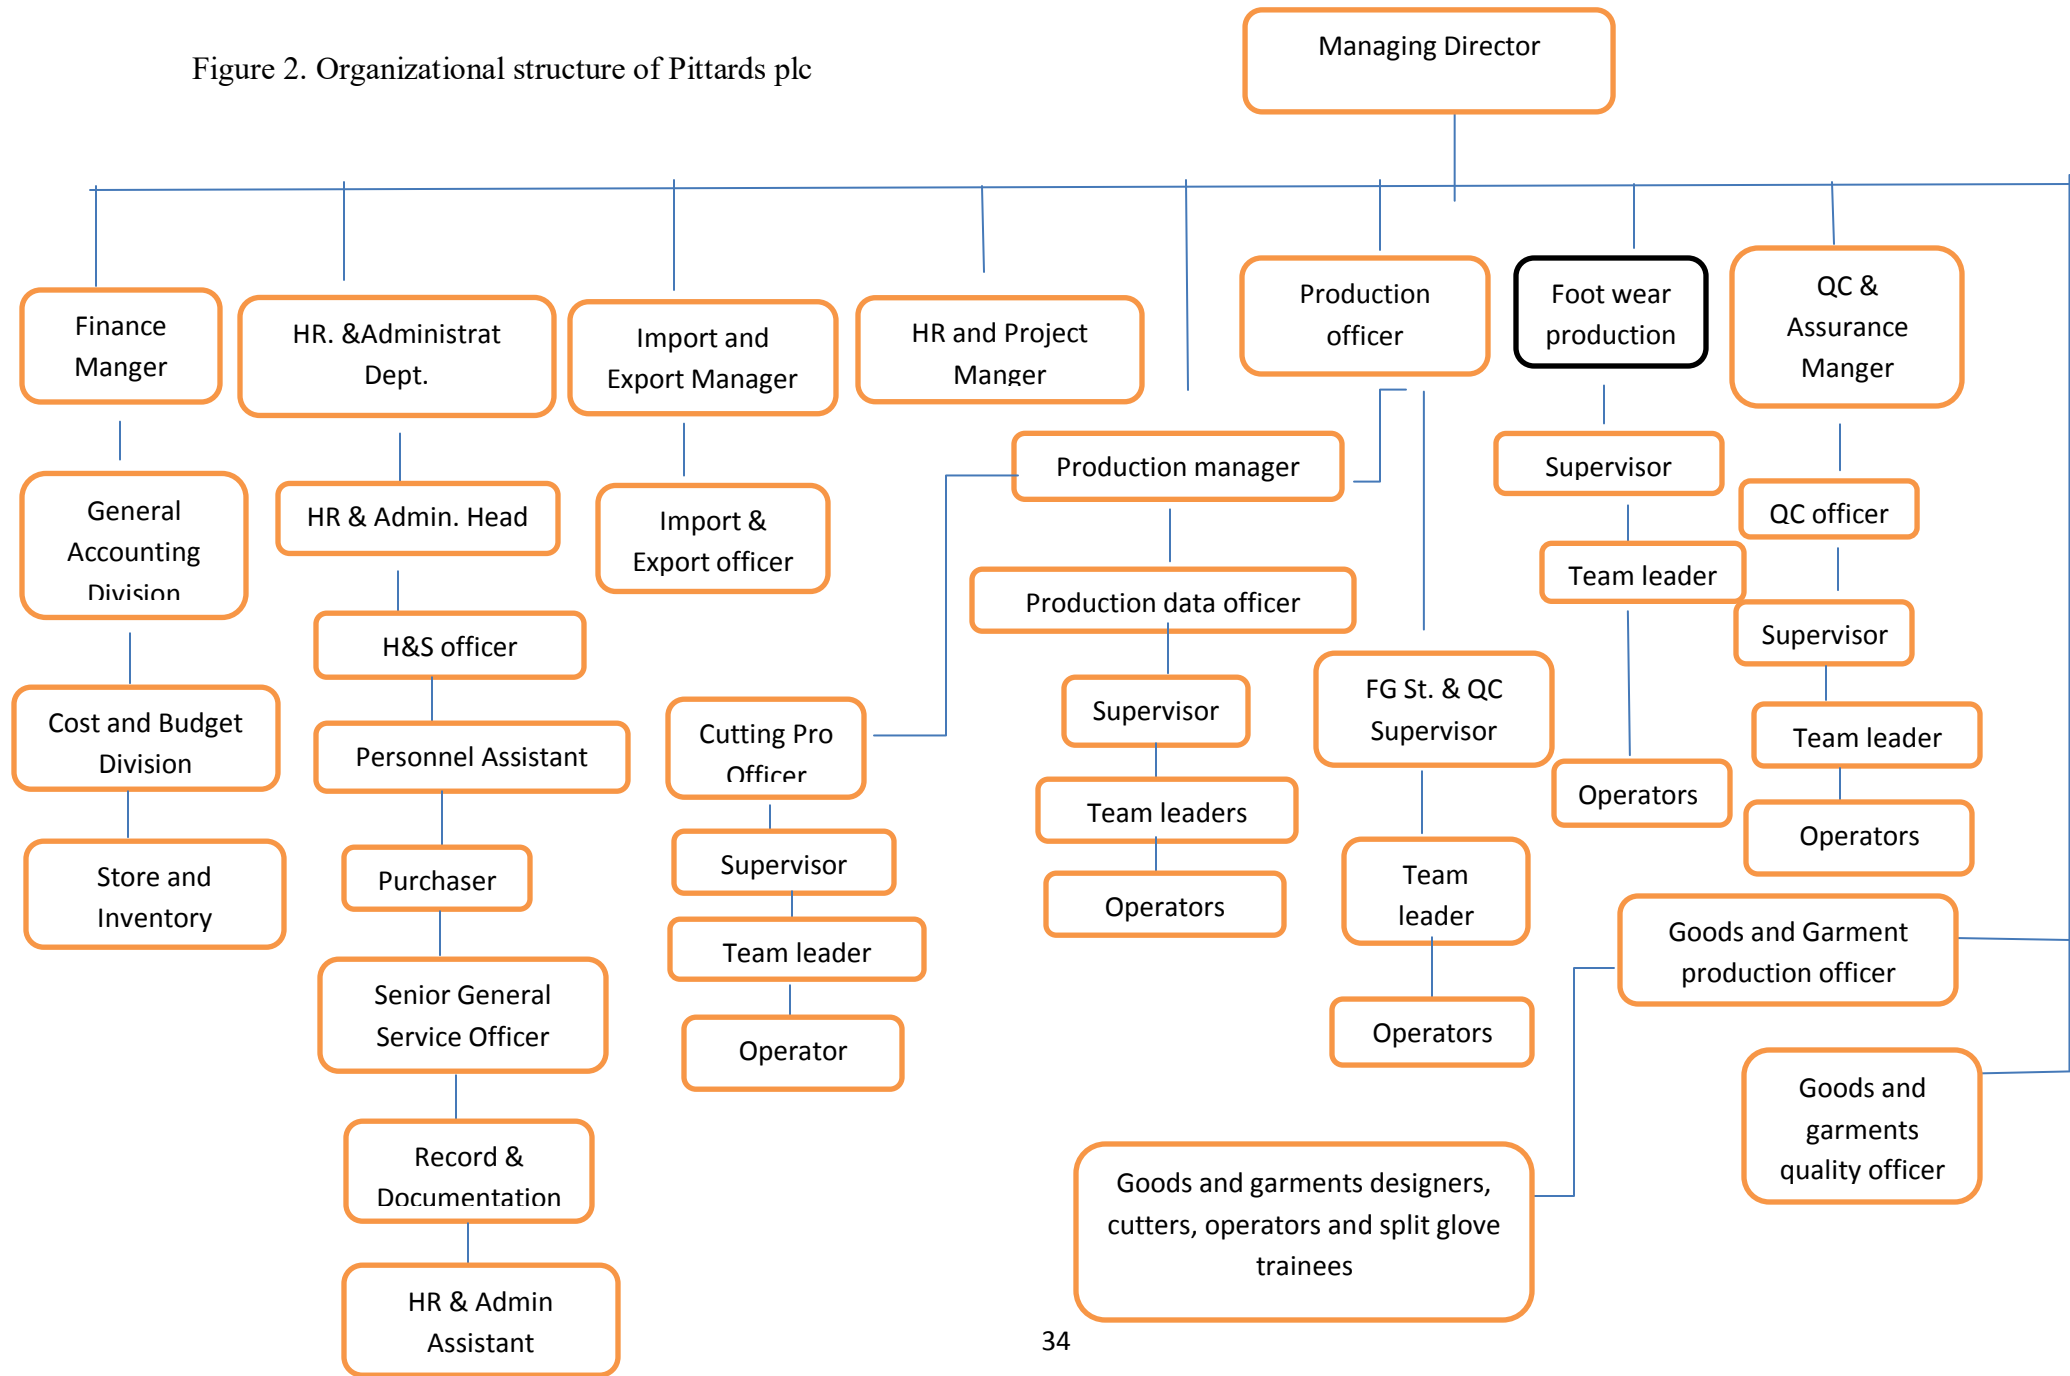 Figure 2. Organizational structure of Pittards plc
Managing Director
Finance
Manger
General
Accounting
Division
Cost and Budget
Division
Store and
Inventory
HR. &Administrat
Dept.
HR & Admin. Head
H&S officer
Personnel Assistant
Purchaser
Senior General
Service Officer
Record &
Documentation
HR & Admin
Assistant
Import and
Export Manager
Import &
Export officer
HR and Project
Manger
Production manager
Production data officer
Supervisor
Team leaders
Operators
Cutting Pro
Officer
Supervisor
Team leader
Operator
Production
officer
FG St. & QC
Supervisor
Team
leader
Operators
Foot wear
production
Supervisor
Team leader
Operators
QC &
Assurance
Manger
QC officer
Supervisor
Team leader
Operators
Goods and Garment
production officer
Goods and
garments
quality officer
Goods and garments designers,
cutters, operators and split glove
trainees
34